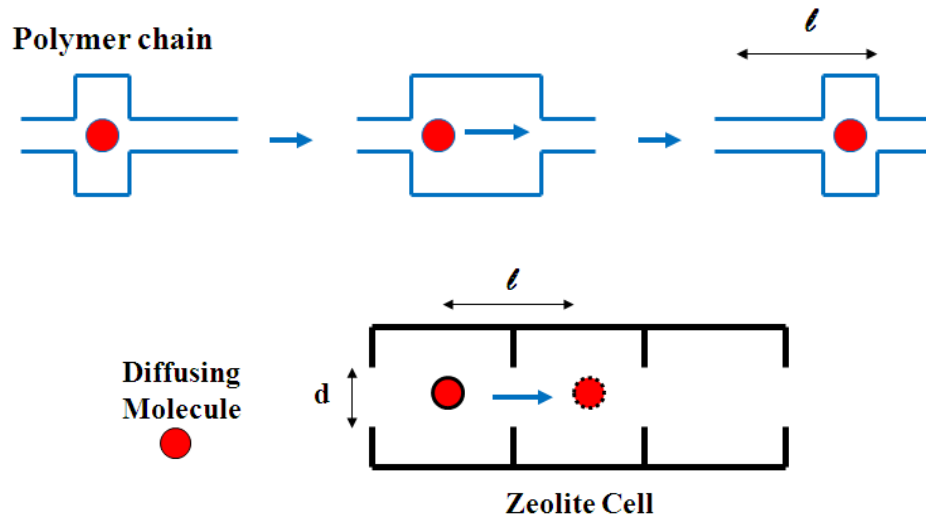 Polymer chain
ℓ
ℓ
Diffusing
Molecule
d
Zeolite Cell